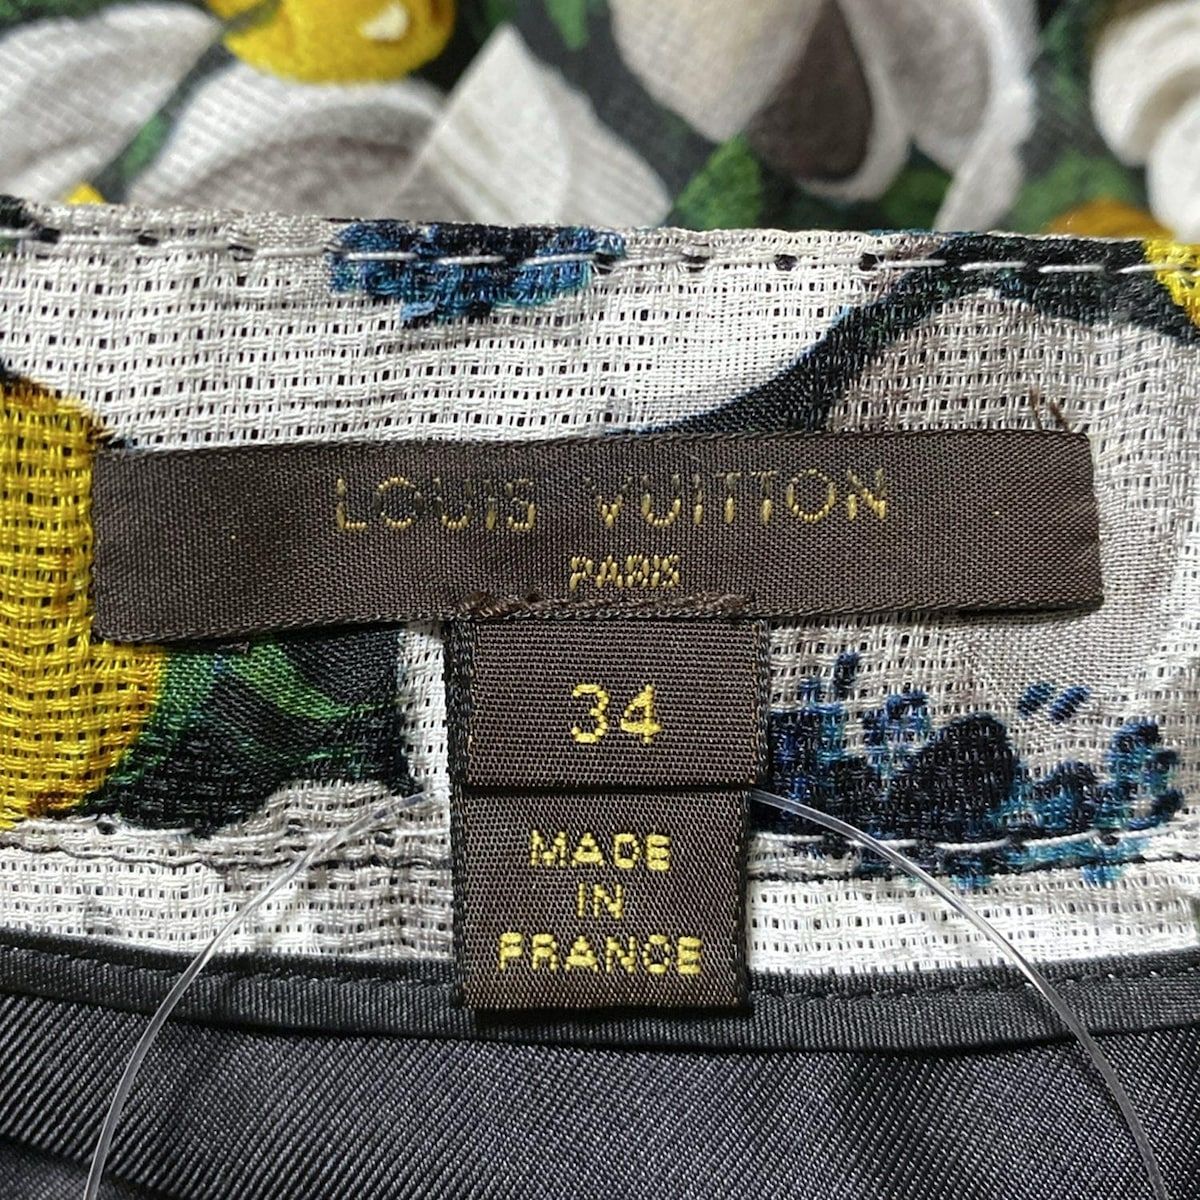 LOUIS VUITTON
PARIS
34
MADE
IN
FRANCE